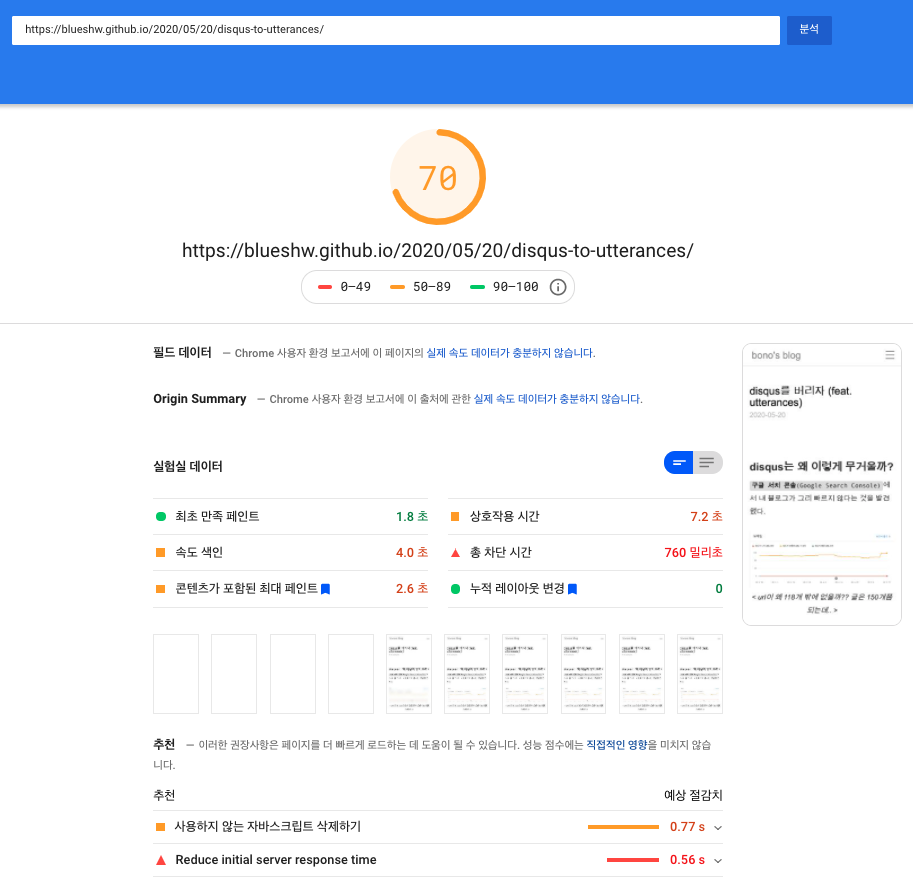 https://blueshw.github.io/2020/05/20/disqus-to-utterances/
분석
70
https://blueshw.github.io/2020/05/20/disqus-to-utterances/
0–49
50–89
90–100
필드 데이터 — Chrome 사용자 환경 보고서에 이 페이지의 실제 속도 데이터가 충분하지 않습니다.
Origin Summary — Chrome 사용자 환경 보고서에 이 출처에 관한 실제 속도 데이터가 충분하지 않습니다.
bono's blog
disqus를 버리자 (feat.
utterances)
2020-05-20
disqus는 왜 이렇게 무거울까?
구글 서치 콘솔(Google Search Console)에
서 내 블로그가 그리 빠르지 않다는 것을 발견
했다.
< url이 왜 118개 밖에 없을까?? 글은 150개쯤
되는데.. >
실험실 데이터
최초 만족 페인트 1.8 초
상호작용 시간 7.2 초
속도 색인 4.0 초
총 차단 시간 760 밀리초
콘텐츠가 포함된 최대 페인트 2.6 초
누적 레이아웃 변경 0
추천 — 이러한 권장사항은 페이지를 더 빠르게 로드하는 데 도움이 될 수 있습니다. 성능 점수에는 직접적인 영향을 미치지 않습
니다.
추천 예상 절감치
사용하지 않는 자바스크립트 삭제하기 0.77 s
Reduce initial server response time 0.56 s